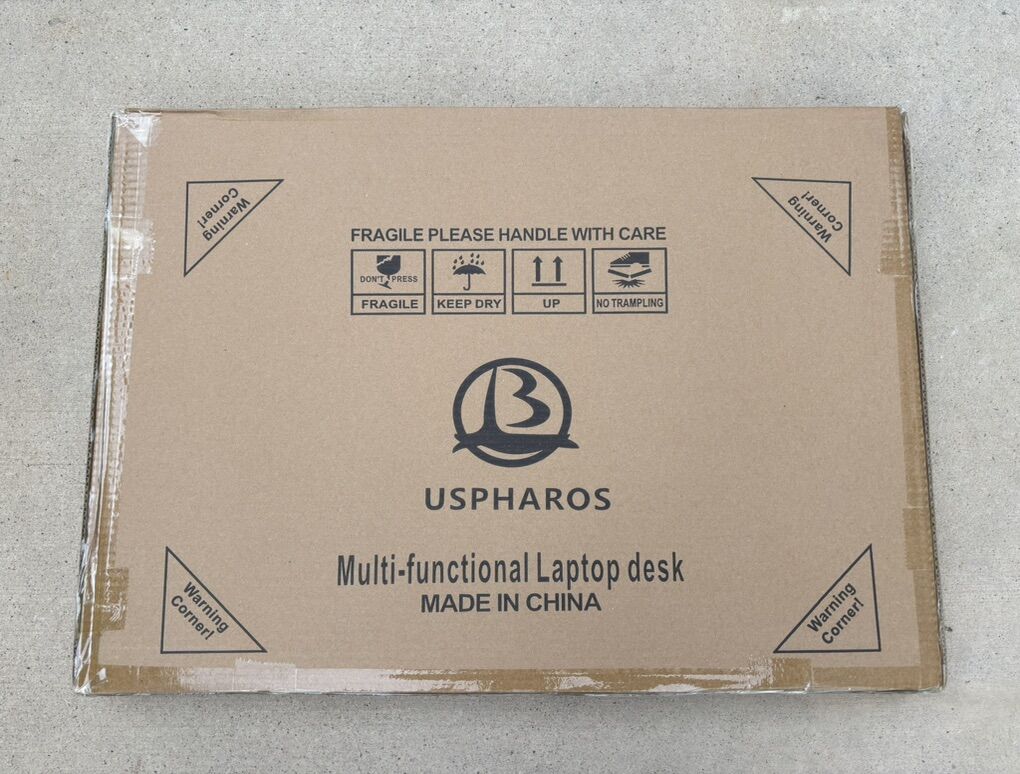 Warning
Corner!
Warning
Corner!
FRAGILE PLEASE HANDLE WITH CARE
DON'T PRESS
FRAGILE
KEEP DRY
UP
NO TRAMPLING
B
USPHAROS
Multi-functional Laptop desk
MADE IN CHINA
Warning
Corner!
Warning
Corner!